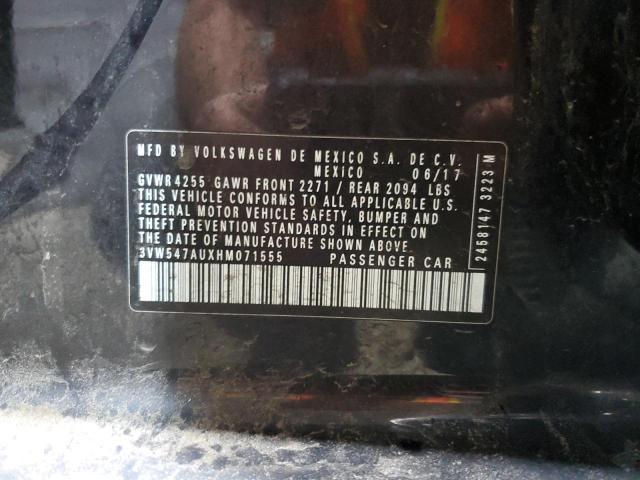 MFD BY VOLKSWAGEN DE MEXICO S.A. DE C.V.
MEXICO 06/17
GVWR 4255 GAWR FRONT 2271 / REAR 2094 LBS
THIS VEHICLE CONFORMS TO ALL APPLICABLE U.S.
FEDERAL MOTOR VEHICLE SAFETY, BUMPER AND
THEFT PREVENTION STANDARDS IN EFFECT ON
THE DATE OF MANUFACTURE SHOWN ABOVE.
3VW547AUXHM071555 PASSENGER CAR
2458147 3223 M